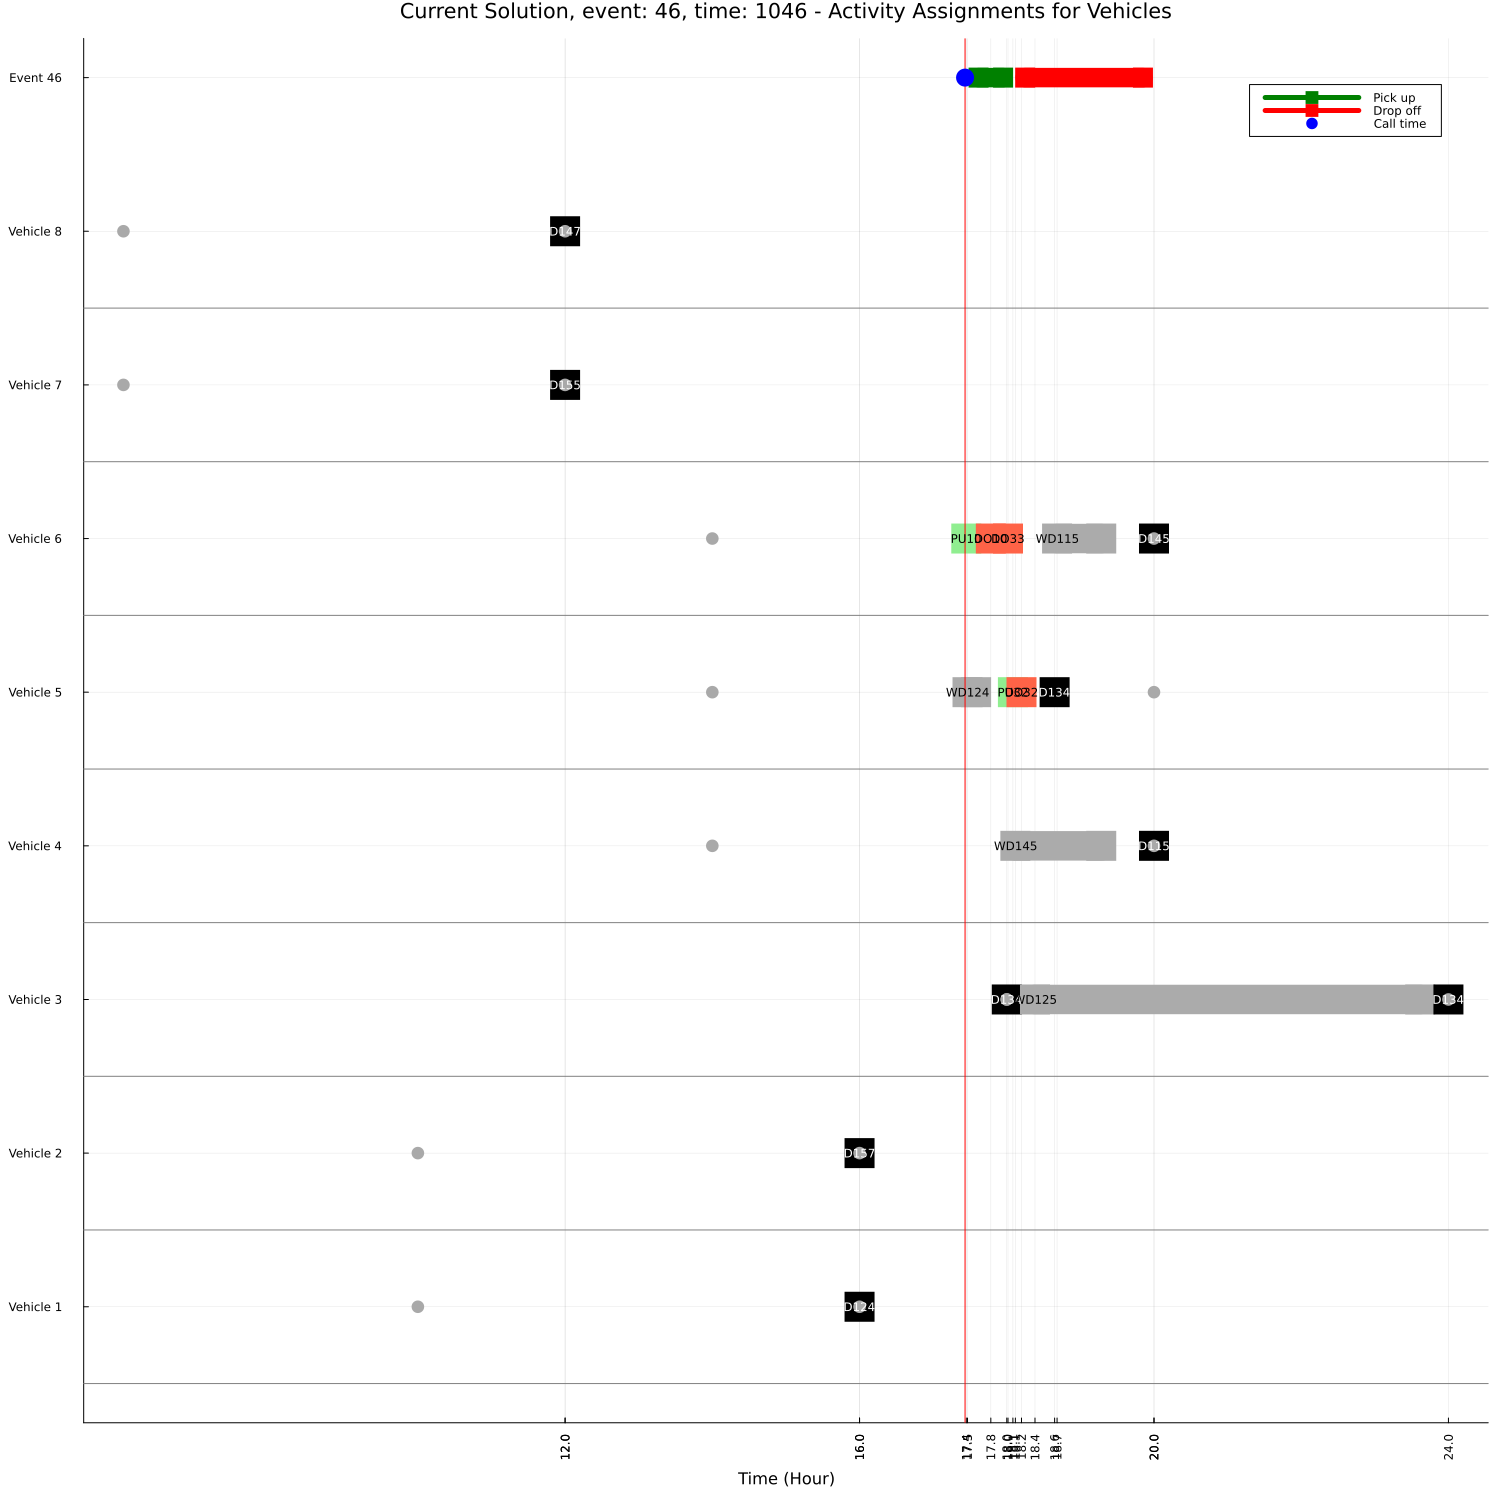 Current Solution, event: 46, time: 1046 - Activity Assignments for Vehicles
Event 46
Pick up
Drop off
Call time
Vehicle 8
D147
Vehicle 7
D155
Vehicle 6
WD115
D145
Vehicle 5
WD124
D134
Vehicle 4
WD145
D115
Vehicle 3
D134
WD125
D134
Vehicle 2
D157
Vehicle 1
D124
12.0
16.0
17.8
18.2
18.4
20.0
24.0
Time (Hour)